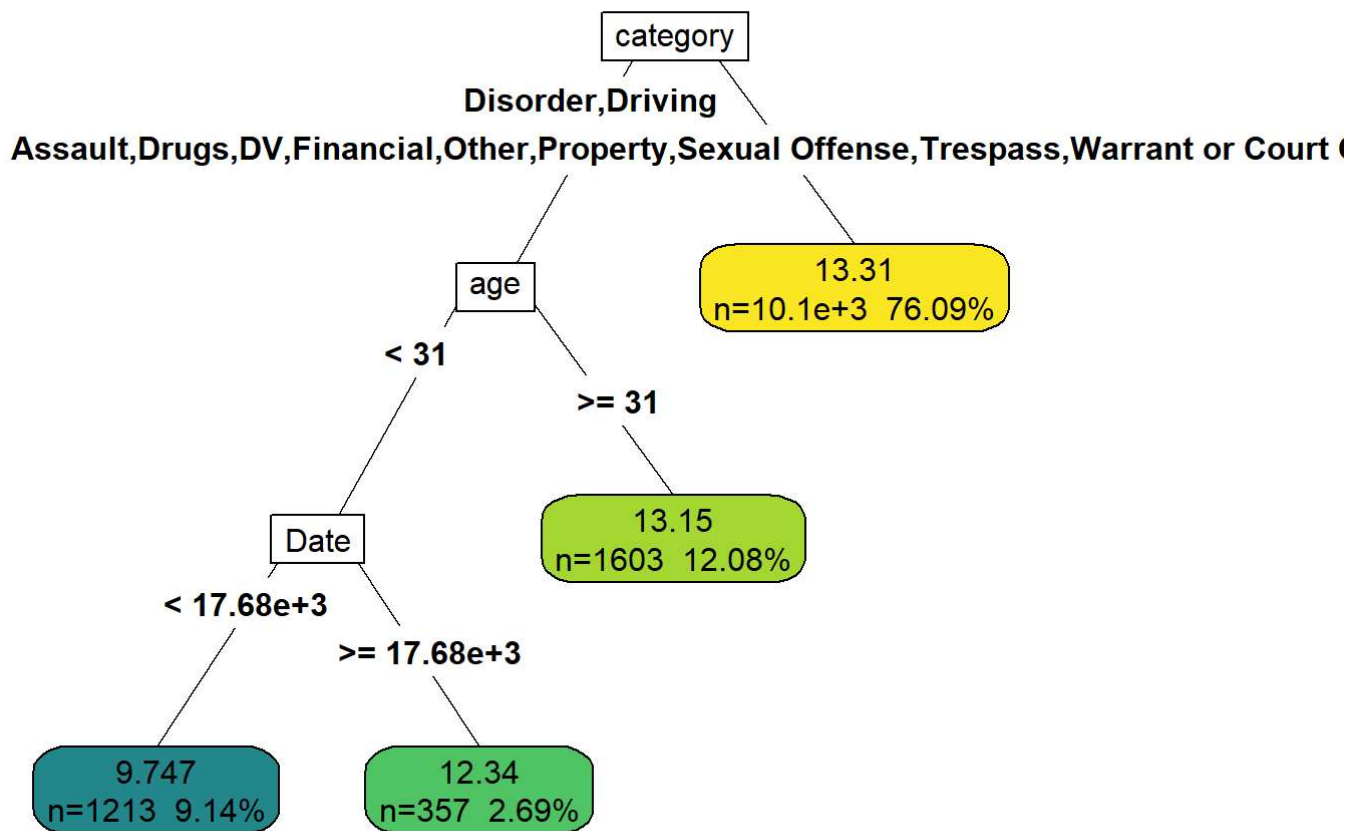 category
Disorder,Driving
Assault,Drugs,DV,Financial,Other,Property,Sexual Offense,Trespass,Warrant or Court
age
13.31
n=10.1e+3 76.09%
< 31
>= 31
13.15
n=1603 12.08%
Date
< 17.68e+3
>= 17.68e+3
9.747
n=1213 9.14%
12.34
n=357 2.69%